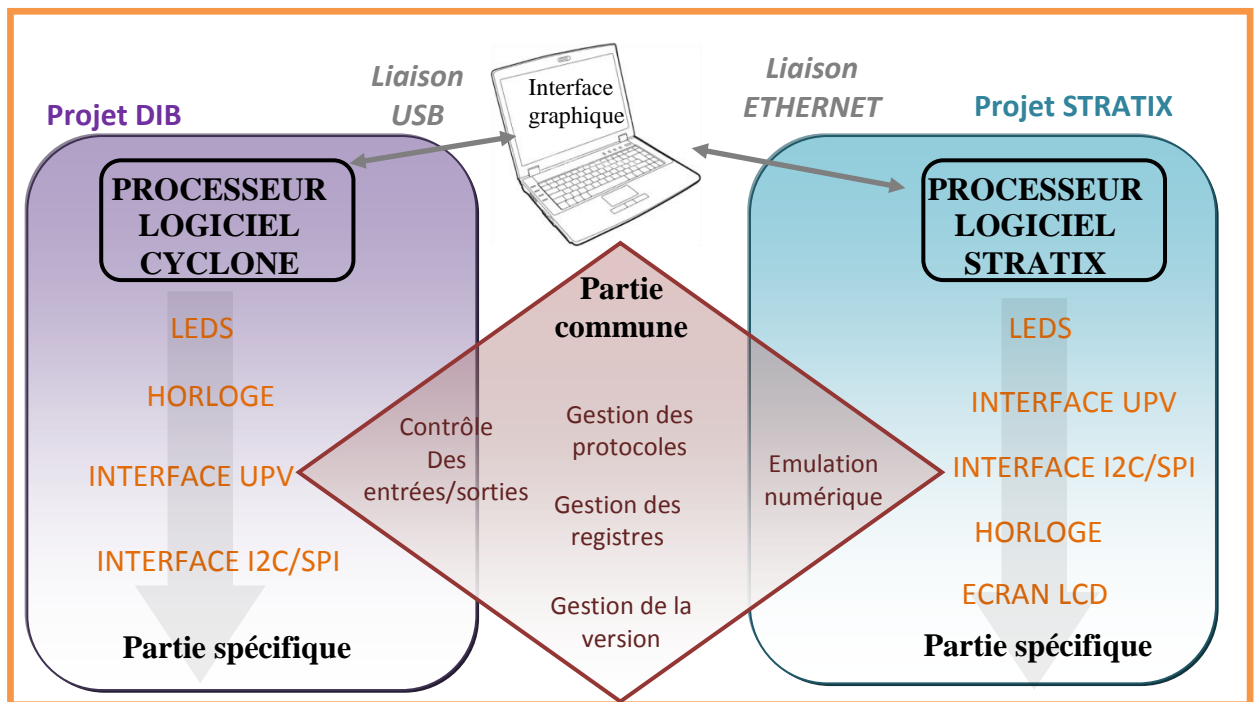 Liaison
USB
Interface
graphique
Liaison
ETHERNET
Projet DIB
Projet STRATIX
PROCESSEUR
LOGICIEL
CYCLONE
LEDS
HORLOGE
INTERFACE UPV
INTERFACE I2C/SPI
Partie spécifique
Partie
commune
Contrôle
Des
entrées/sorties
Gestion des
protocoles
Gestion des
registres
Gestion de la
version
Emulation
numérique
PROCESSEUR
LOGICIEL
STRATIX
LEDS
INTERFACE UPV
INTERFACE I2C/SPI
HORLOGE
ECRAN LCD
Partie spécifique